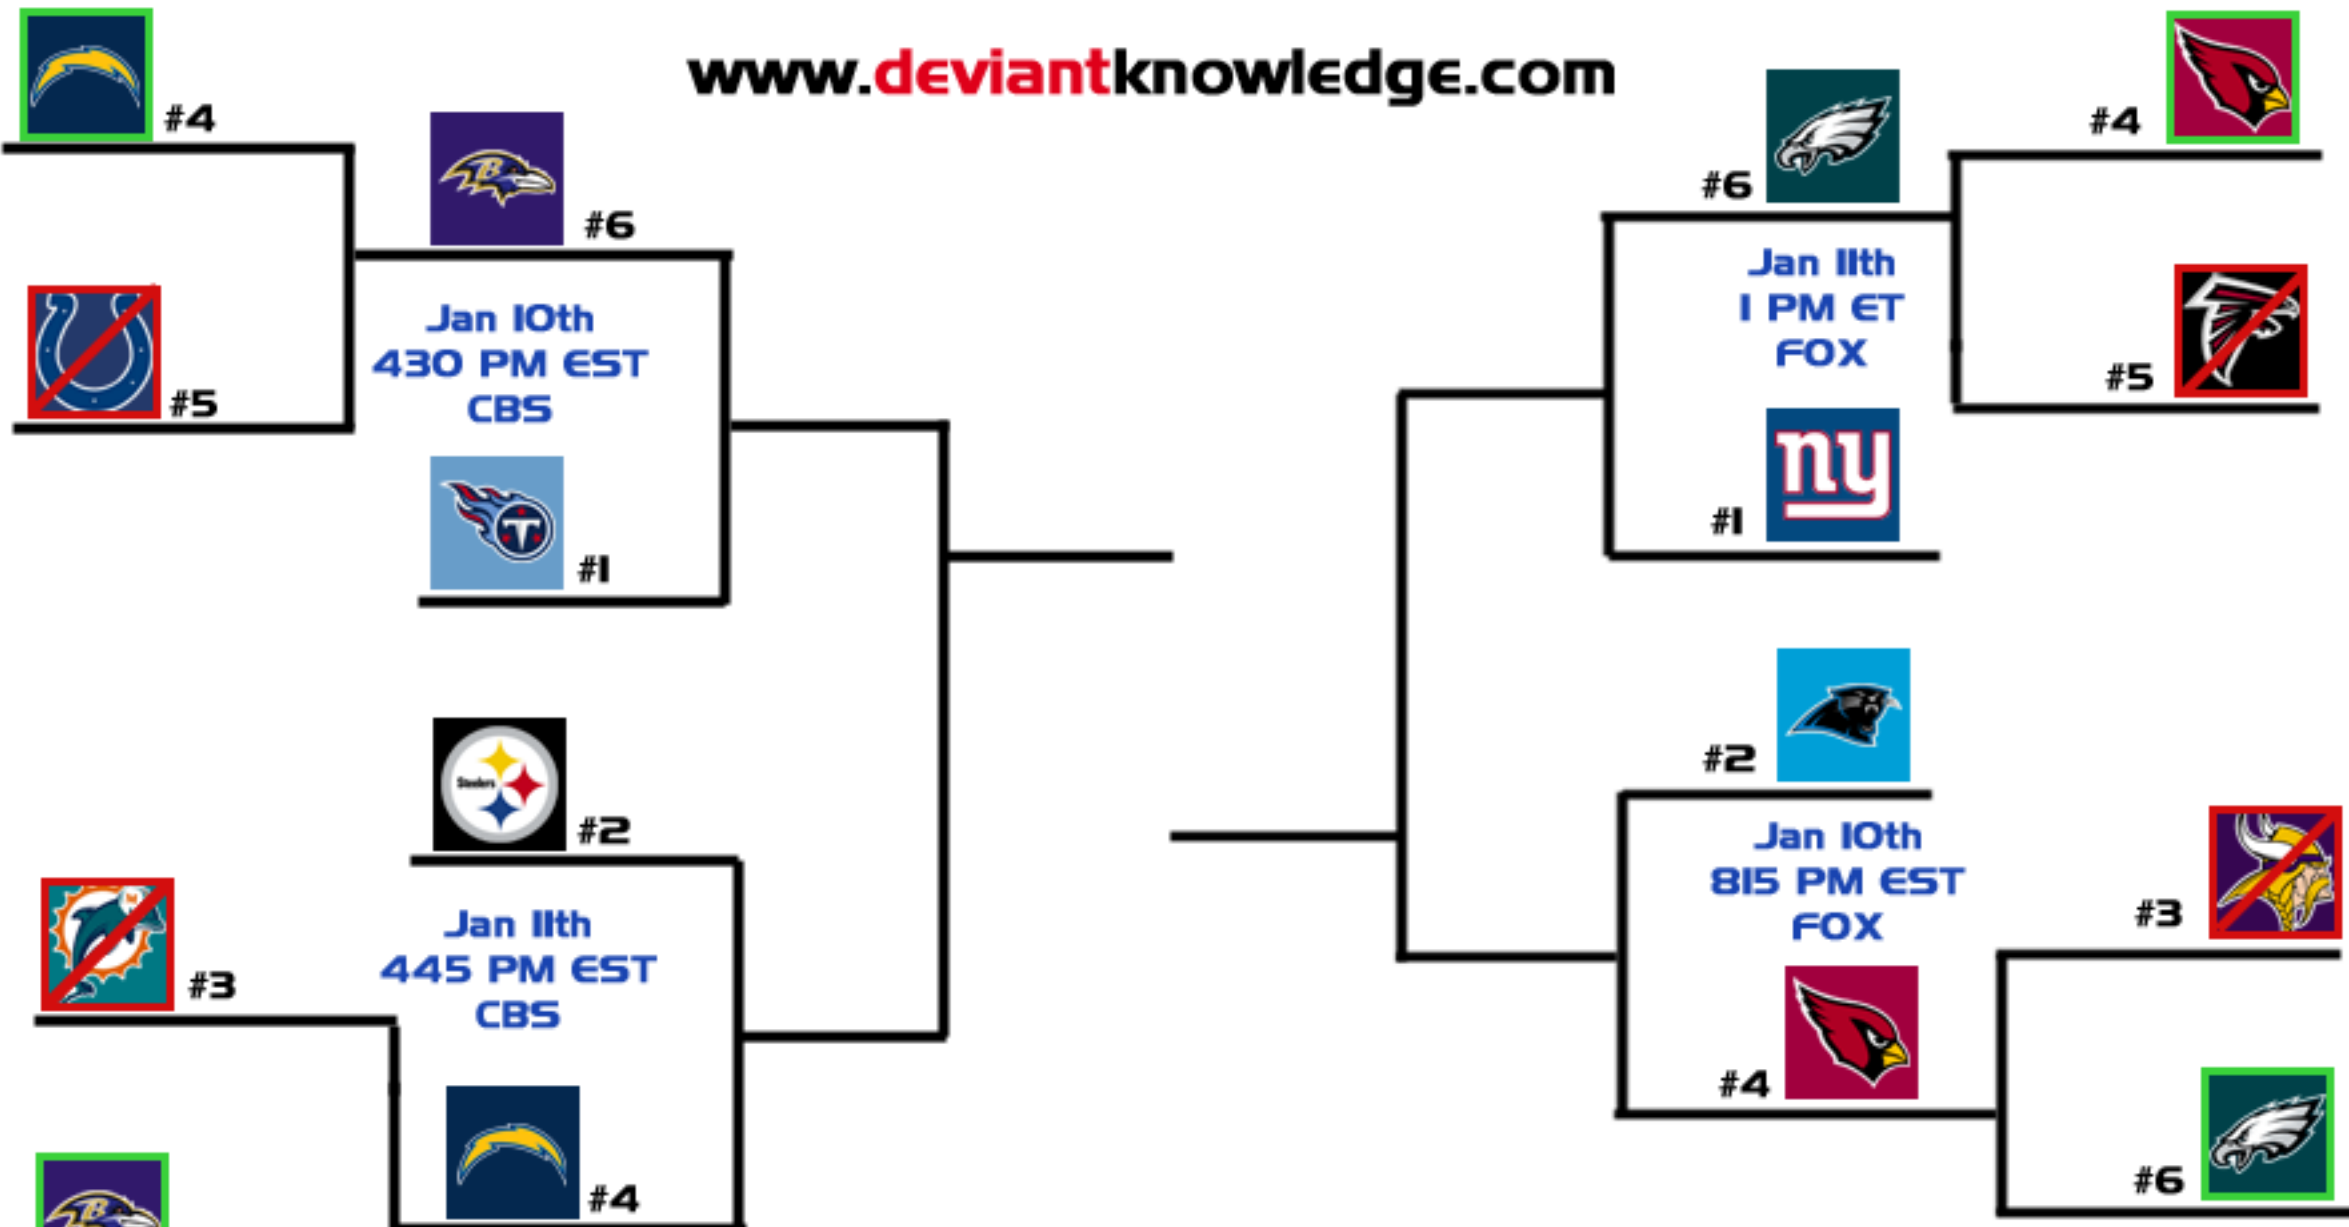 www.deviantknowledge.com
#4
#6
Jan 10th
430 PM EST
CBS
#5
#1
#2
Steelers
Jan 11th
445 PM EST
CBS
#3
#4
#4
#6
Jan 11th
1 PM ET
FOX
#5
ny
#1
#2
Jan 10th
815 PM EST
FOX
#3
#4
#6